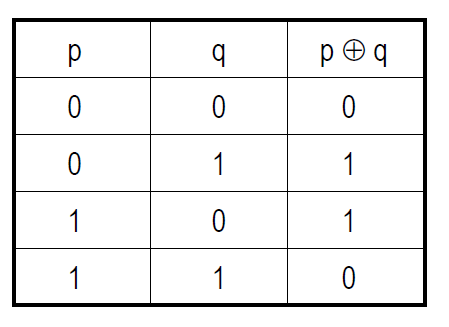 p q p ⊕ q
0 0 0
0 1 1
1 0 1
1 1 0